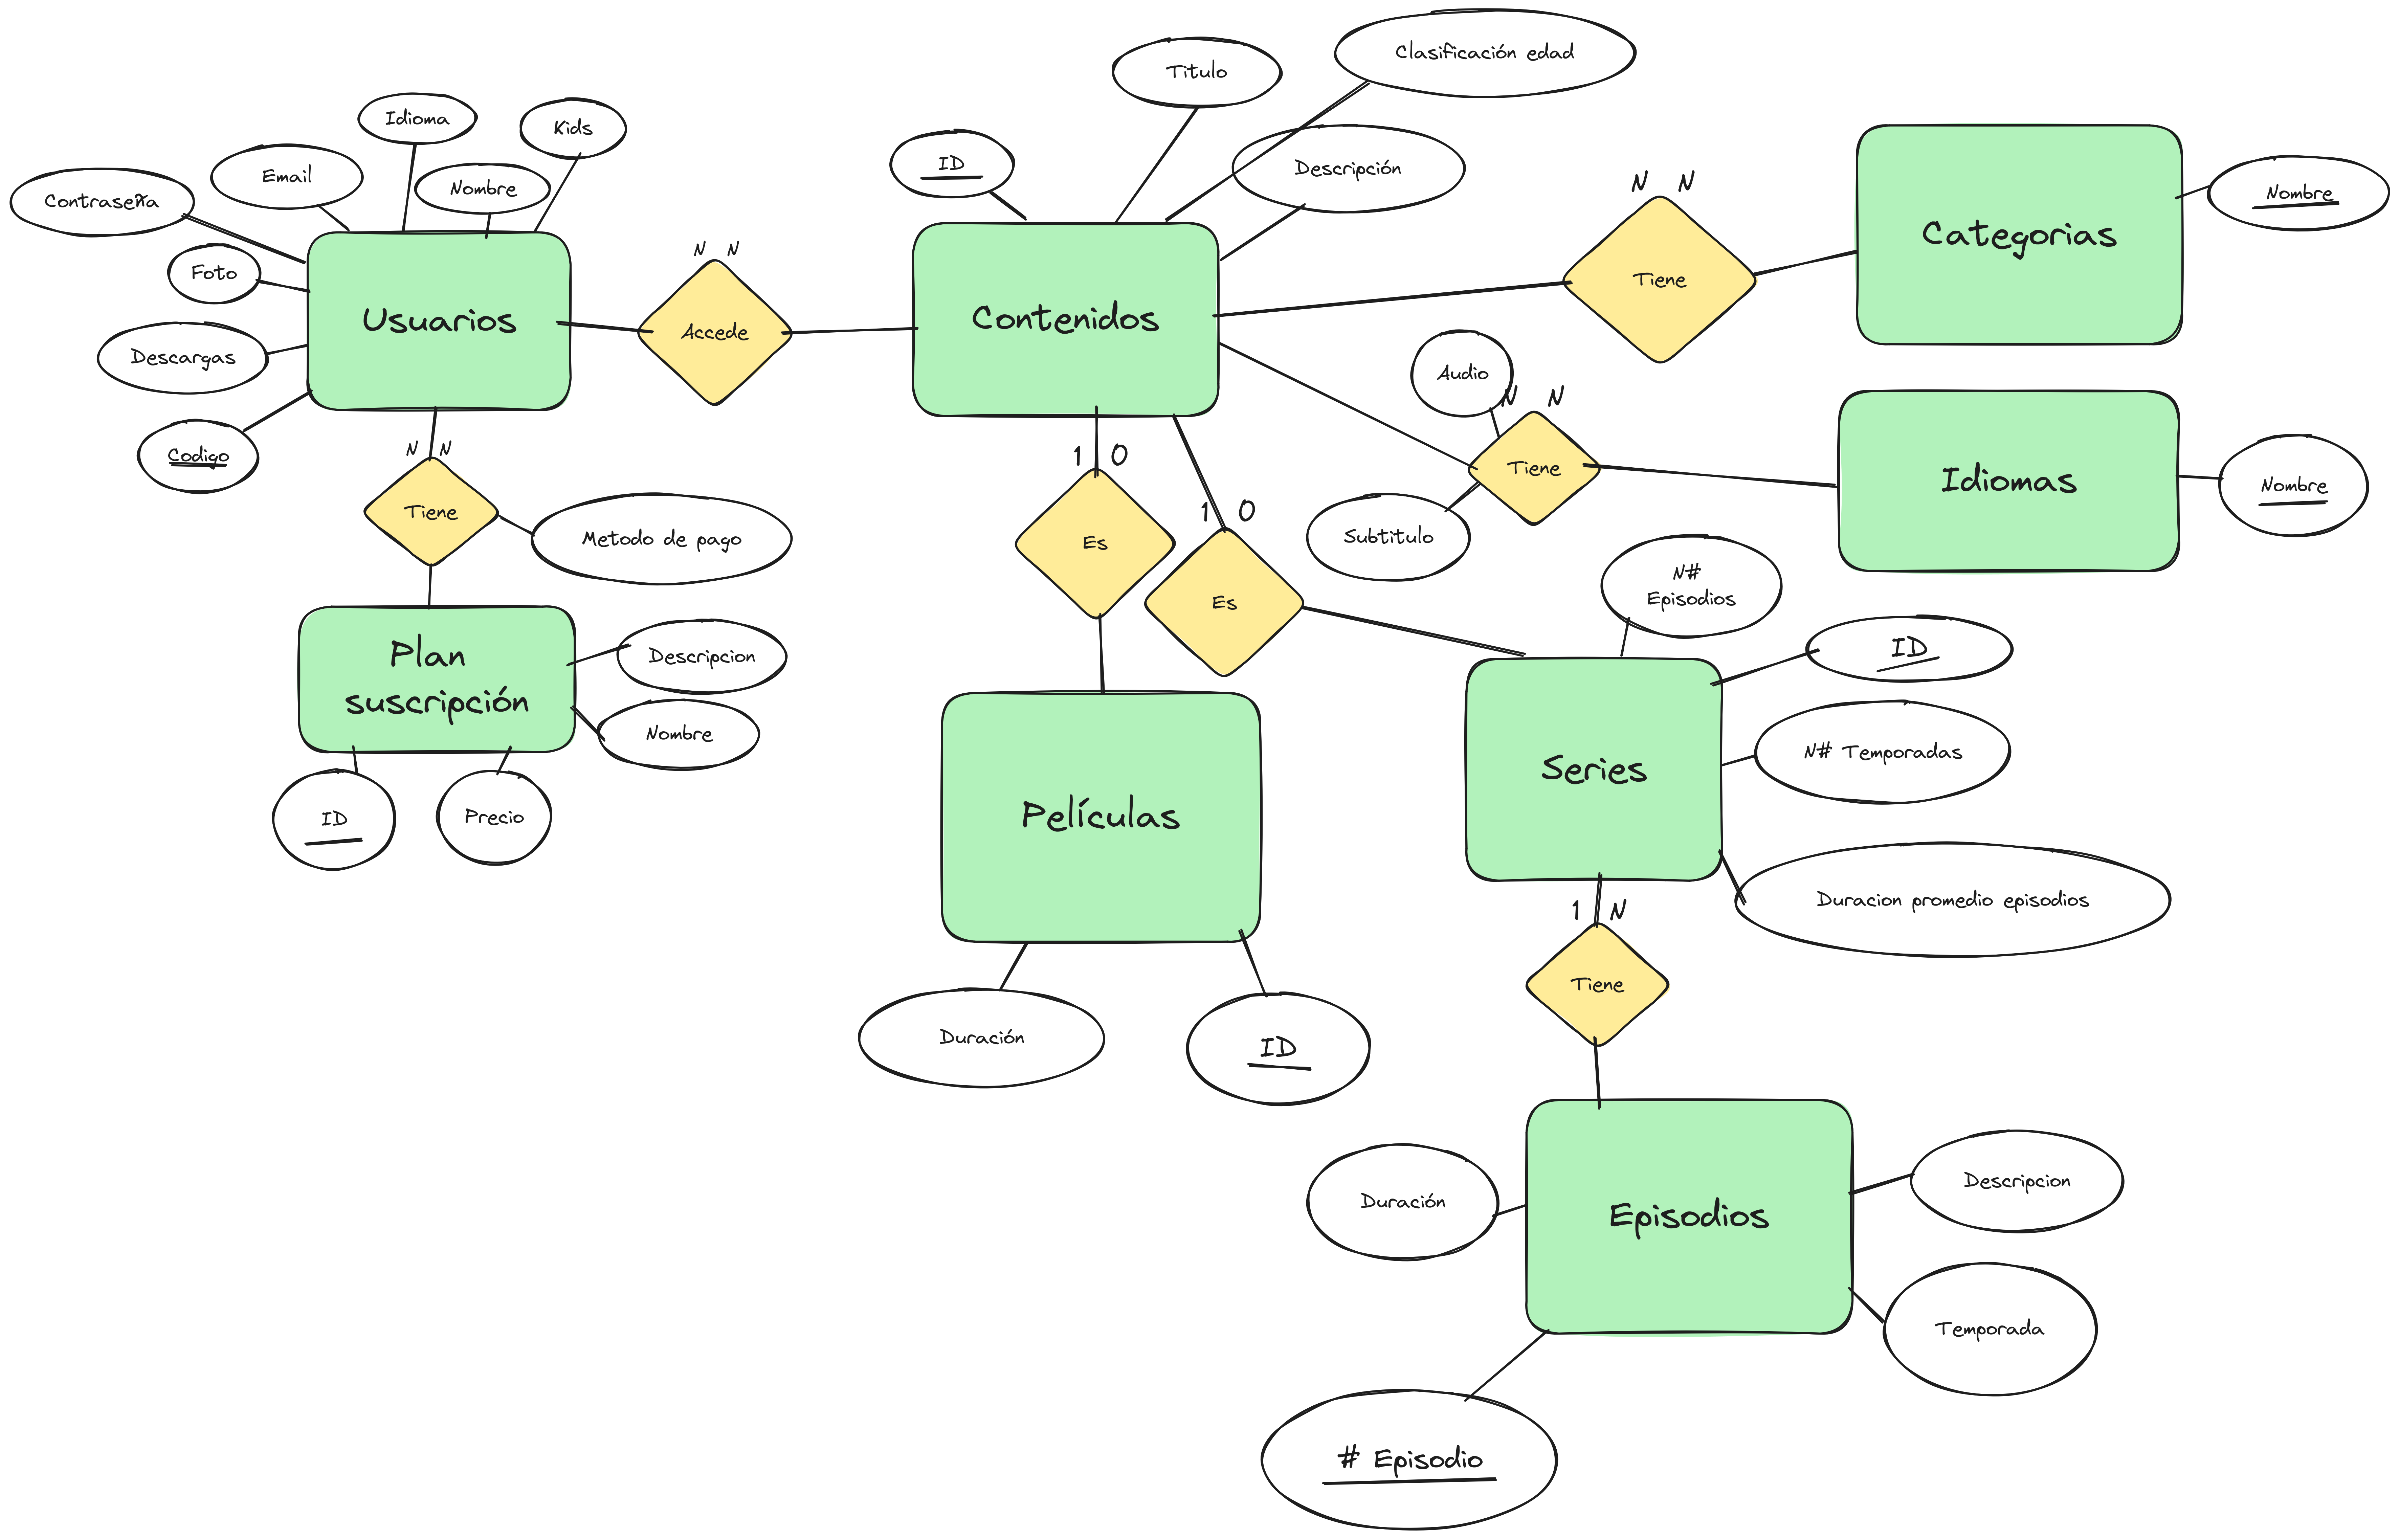 Clasificación edad
Titulo
Idioma
Kids
Email
Nombre
Contraseña
ID
Descripción
N N
Nombre
Categorias
Foto
N N
Usuarios
Accede
Contenidos
Tiene
Descargas
Audio
N N
Codigo
N N
1 0
Tiene
Idiomas
Nombre
Tiene
Metodo de pago
1 0
Es
Subtitulo
Es
N#
Episodios
Plan
suscripción
Descripcion
ID
Nombre
N# Temporadas
Series
ID
Precio
Películas
Duracion promedio episodios
1 N
Tiene
Duración
ID
Duración
Episodios
Descripcion
Temporada
# Episodio